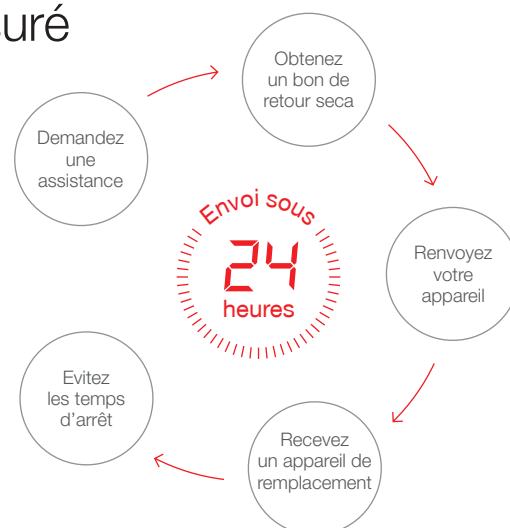 suré
Demandez
une
assistance
Obtenez
un bon de
retour seca
Renvoyez
votre
appareil
Recevez
un appareil de
remplacement
Evitez
les temps
d’arrêt
Envoi sous
24
heures